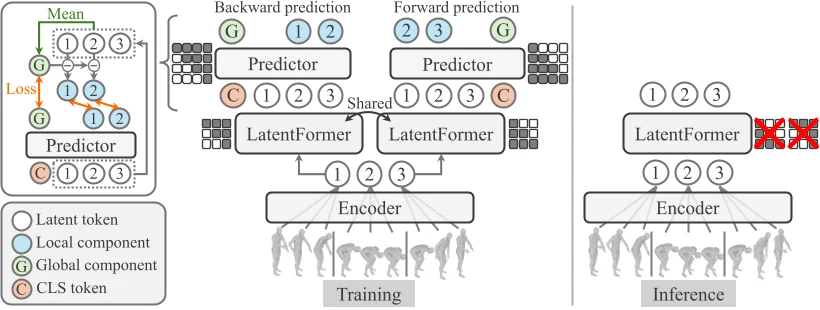 Mean
1 2 3
G
Loss
1 2
G 1 2
Predictor
C 1 2 3
Latent token
Local component
G Global component
C CLS token
Backward prediction
G 1 2
Predictor
C 1 2 3
Forward prediction
2 3 G
Predictor
1 2 3 C
Shared
LatentFormer
LatentFormer
1 2 3
Encoder
Training
1 2 3
LatentFormer
1 2 3
Encoder
Inference